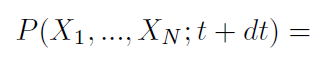 P(X_1, ..., X_N; t + dt) =